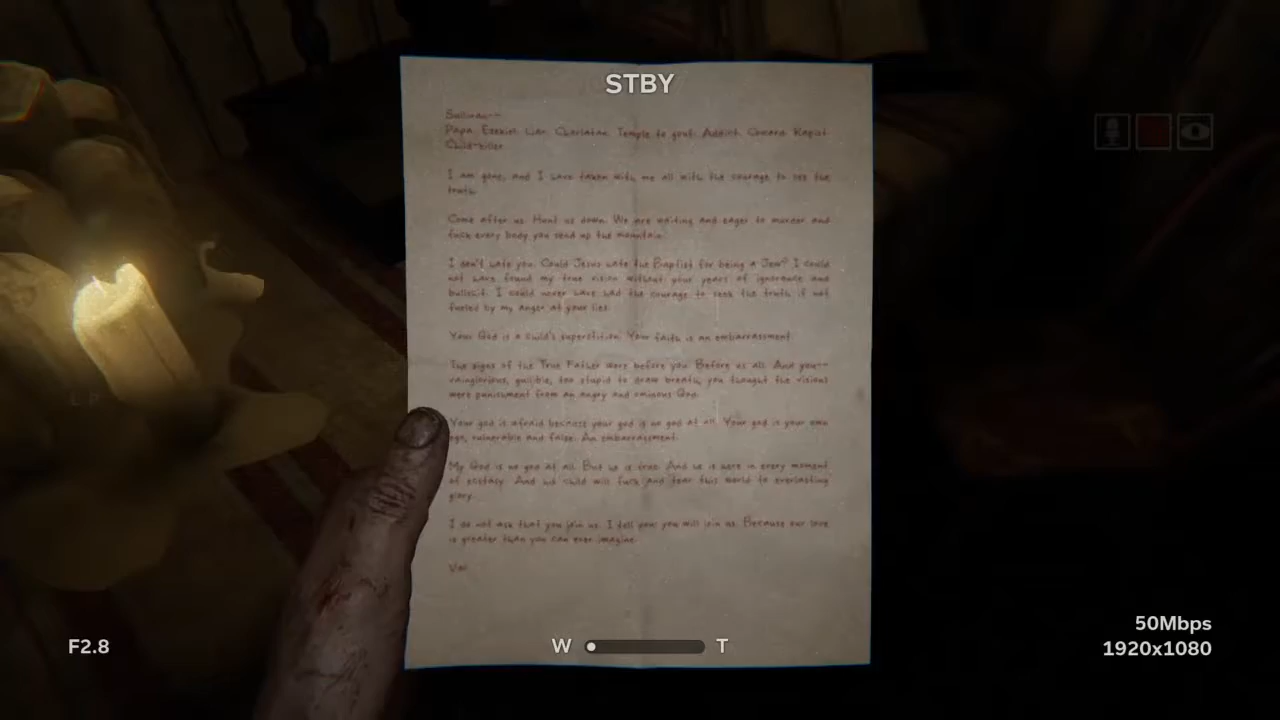 STBY
Sullivan--
Papa. Ezekiel. Liar. Charlatan. Temple to gout. Addict. Coward. Rapist.
Child-killer.
I am gone, and I have taken with me all with the courage to see the
truth.
Come after us. Hunt us down. We are waiting and eager to murder and
fuck every body you send up the mountain.
I don't hate you. Could Jesus hate the Baptist for being a Jew? I could
not have found my true vision without your years of ignorance and
bullshit. I could never have had the courage to seek the truth if not
fueled by my anger at your lies.
Your God is a child's superstition. Your faith is an embarrassment.
The signs of the True Father were before you. Before us all. And you--
vainglorious, gullible, too stupid to draw breath, you thought the visions
were punishment from an angry and ominous God.
Your god is afraid because your god is no god at all. Your god is your own
ego, vulnerable and false. An embarrassment.
My God is no god at all. But he is true. And he is here in every moment
of ecstasy. And his child will fuck and tear this world to everlasting
glory.
I do not ask that you join us. I tell you: you will join us. Because our love
is greater than you can ever imagine.
Val
F2.8
W T
50Mbps
1920x1080